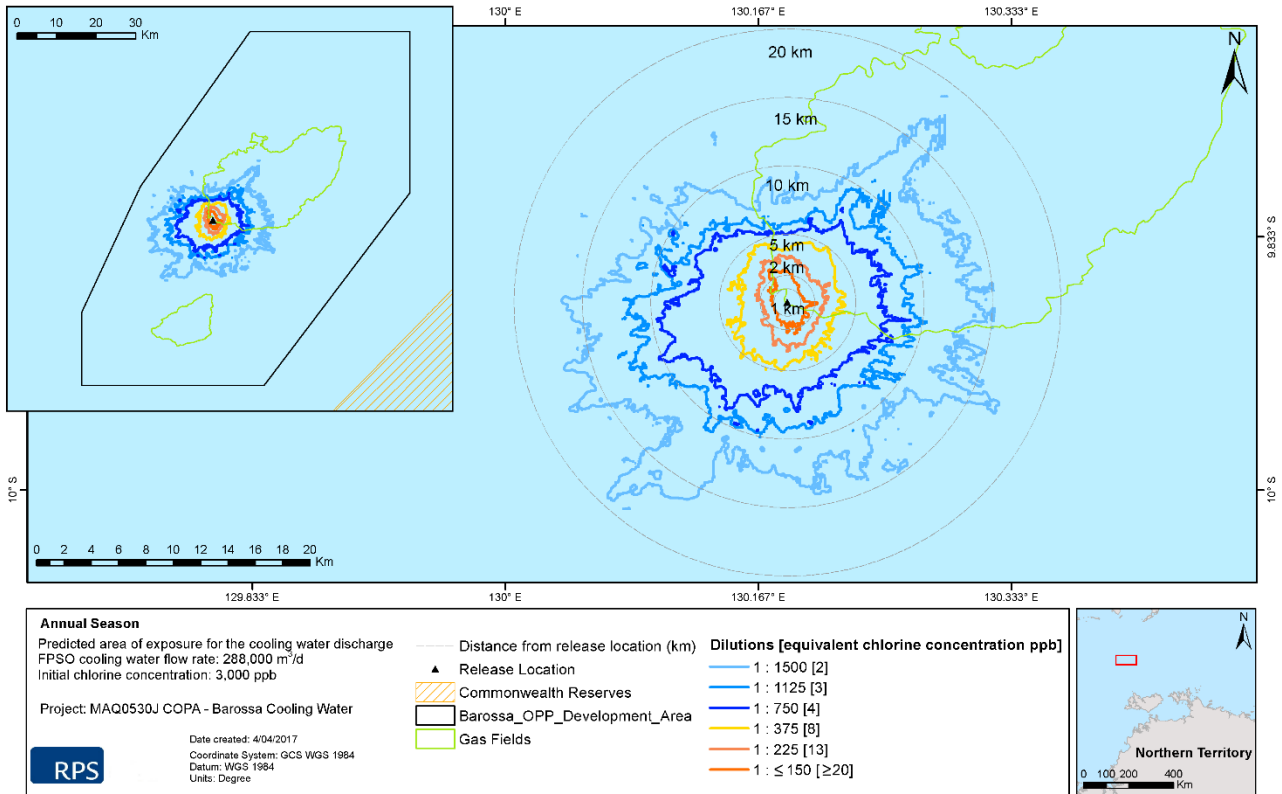 0 10 20 30
Km
130° E
130.167° E
130.333° E
N
20 km
15 km
10 km
5 km
2 km
1 km
9.833° S
10° S
10° S
0 2 4 6 8 10 12 14 16 18 20
Km
129.833° E
130° E
130.167° E
130.333° E
Annual Season
Predicted area of exposure for the cooling water discharge
FPSO cooling water flow rate: 288,000 m³/d
Initial chlorine concentration: 3,000 ppb
Project: MAQ0530J COPA - Barossa Cooling Water
Date created: 4/04/2017
Coordinate System: GCS WGS 1984
Datum: WGS 1984
Units: Degree
RPS
Distance from release location (km)
Release Location
Commonwealth Reserves
Barossa_OPP_Development_Area
Gas Fields
Dilutions [equivalent chlorine concentration ppb]
1 : 1500 [2]
1 : 1125 [3]
1 : 750 [4]
1 : 375 [8]
1 : 225 [13]
1 : ≤ 150 [≥20]
N
Northern Territory
0 100 200 400
Km